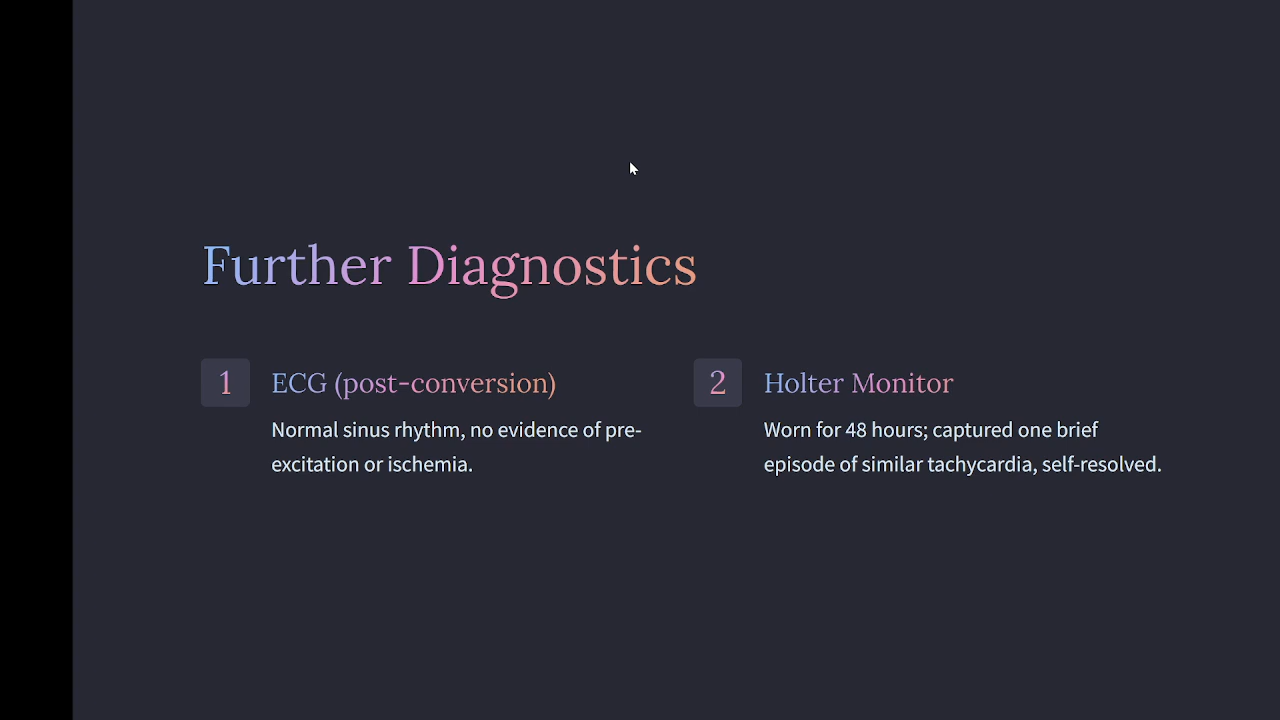 Further Diagnostics
1
ECG (post-conversion)
Normal sinus rhythm, no evidence of pre-
excitation or ischemia.
2
Holter Monitor
Worn for 48 hours; captured one brief
episode of similar tachycardia, self-resolved.